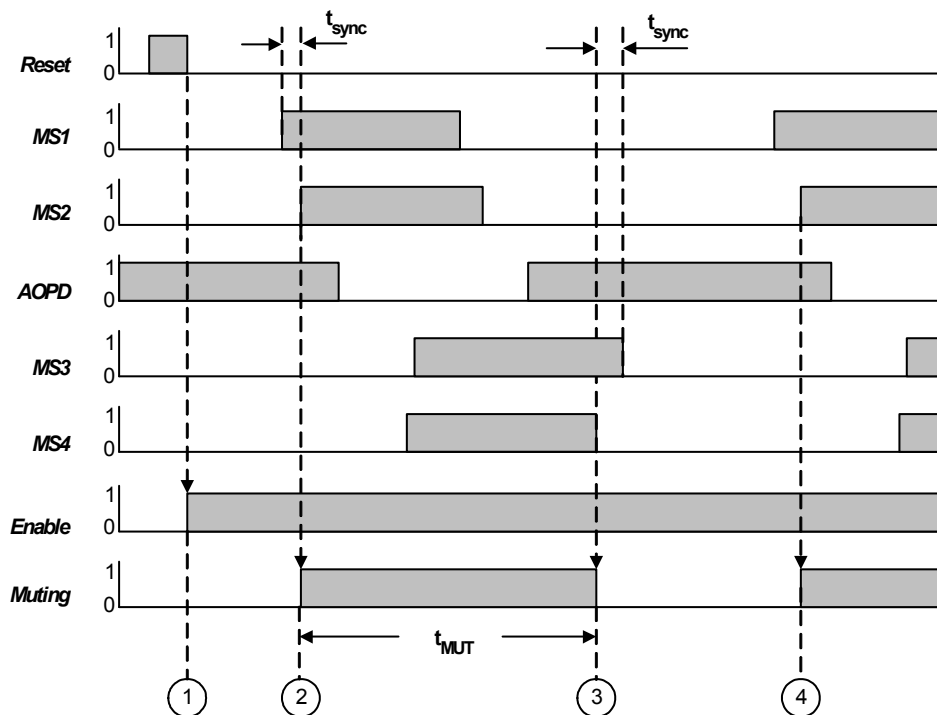 t_sync t_sync
Reset 1 0
MS1 1 0
MS2 1 0
AOPD 1 0
MS3 1 0
MS4 1 0
Enable 1 0
Muting 1 0
t_MUT
1 2 3 4